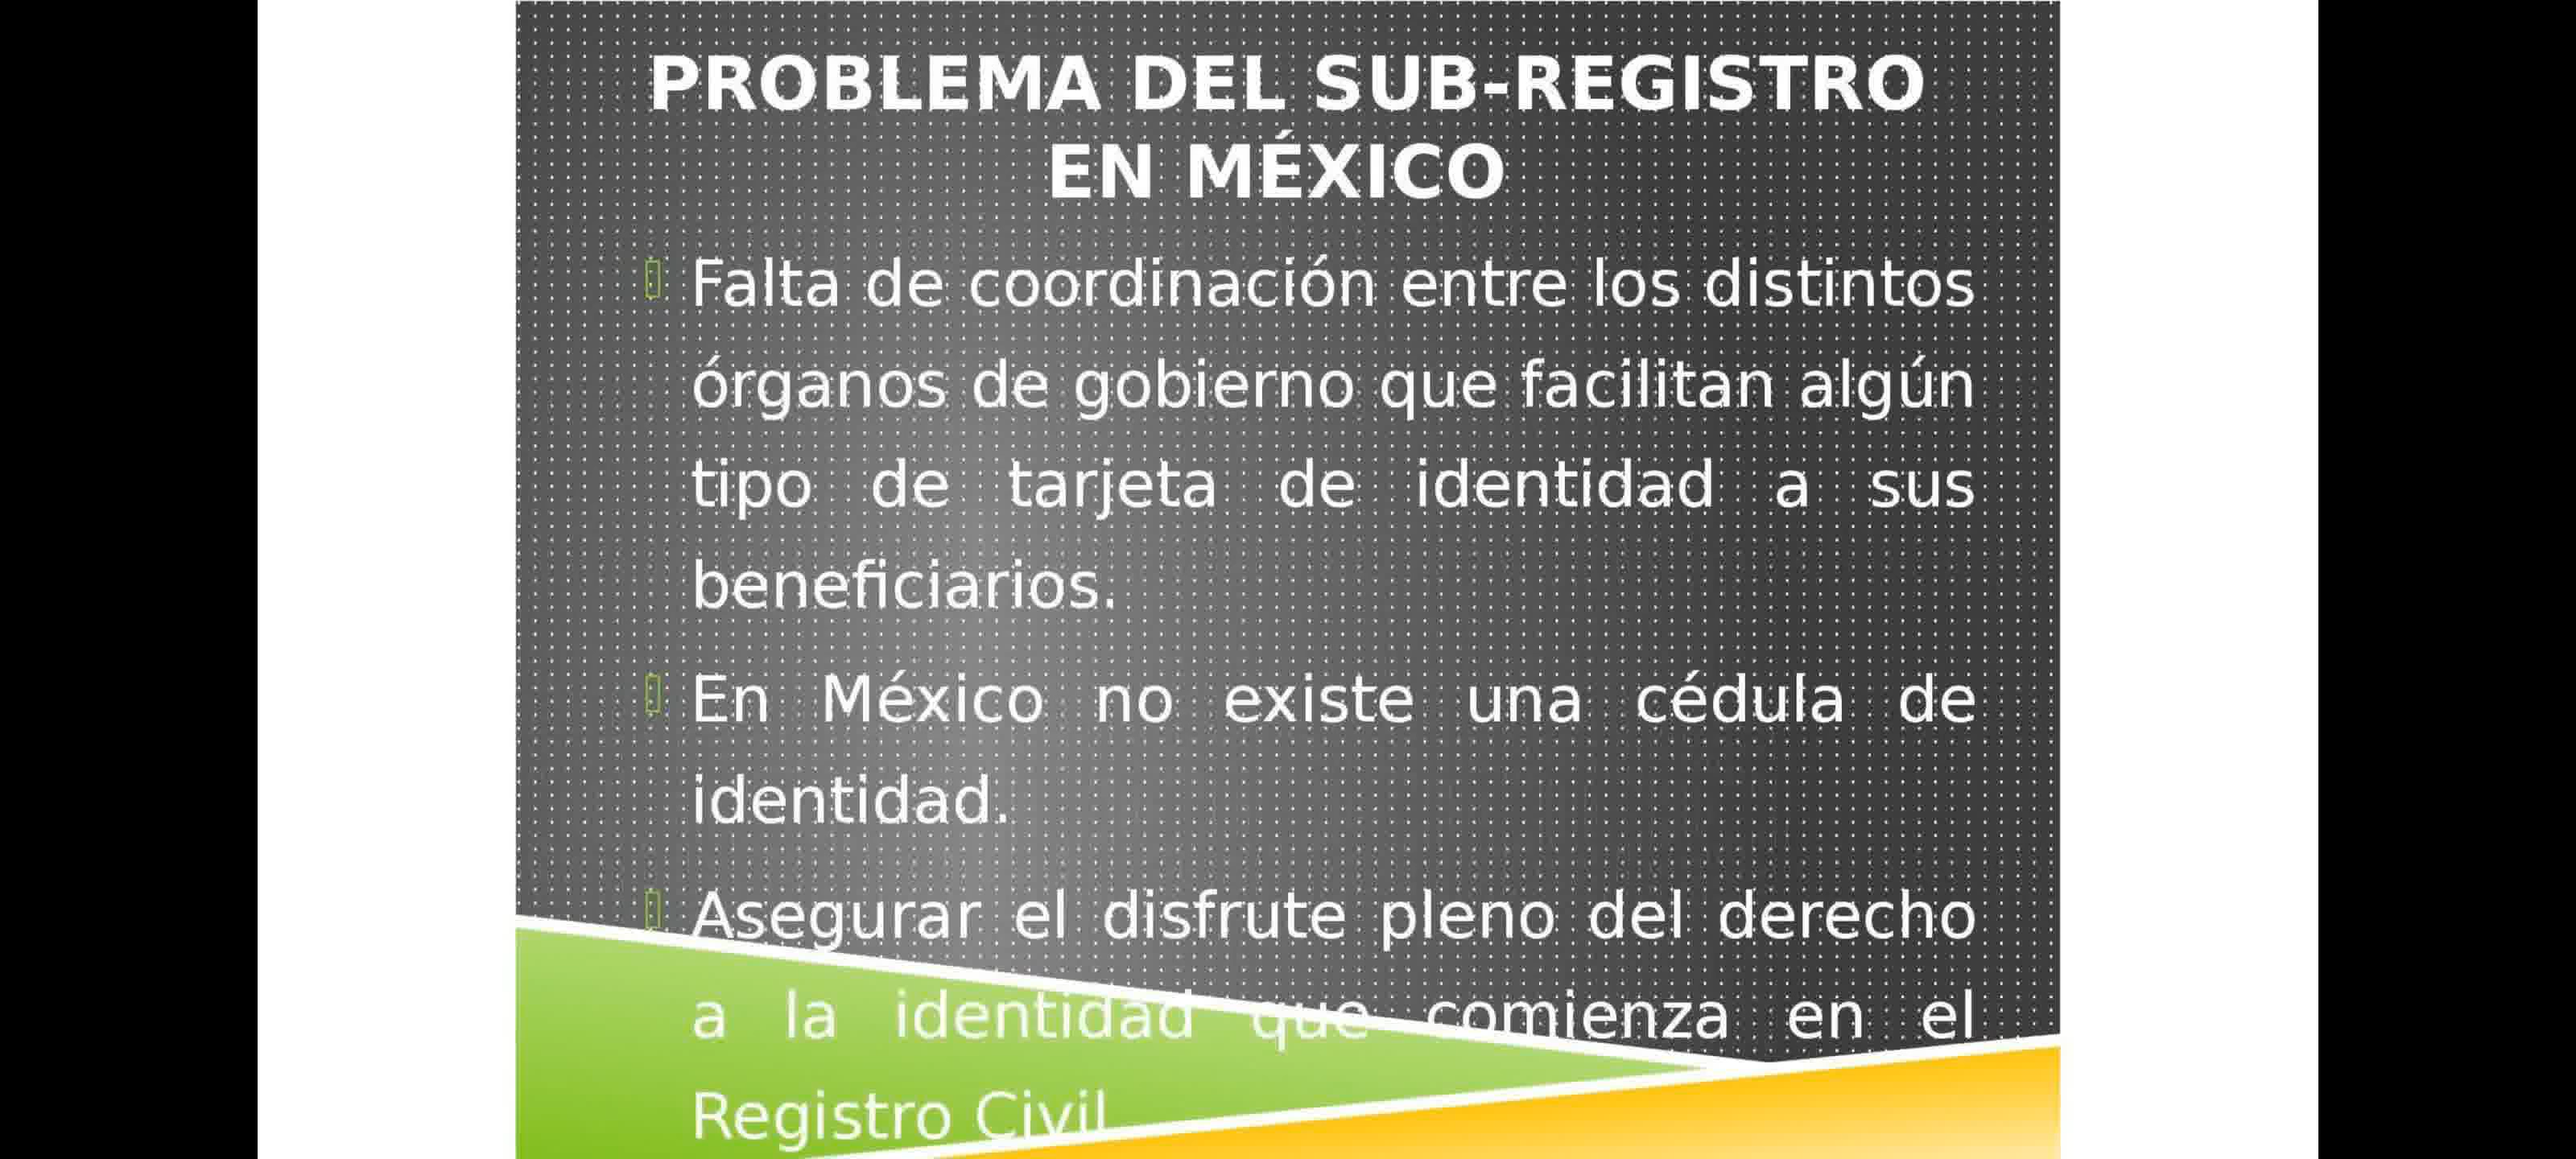 PROBLEMA DEL SUB-REGISTRO
EN MÉXICO
Falta de coordinación entre los distintos
órganos de gobierno que facilitan algún
tipo de tarjeta de identidad a sus
beneficiarios.
En México no existe una cédula de
identidad.
Asegurar el disfrute pleno del derecho
a la identidad que comienza en el
Registro Civil